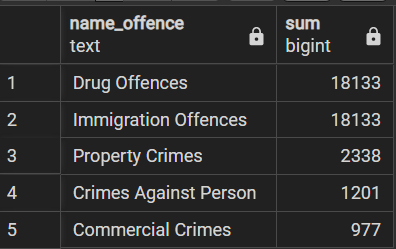 name_offence sum
text bigint
1 Drug Offences 18133
2 Immigration Offences 18133
3 Property Crimes 2338
4 Crimes Against Person 1201
5 Commercial Crimes 977